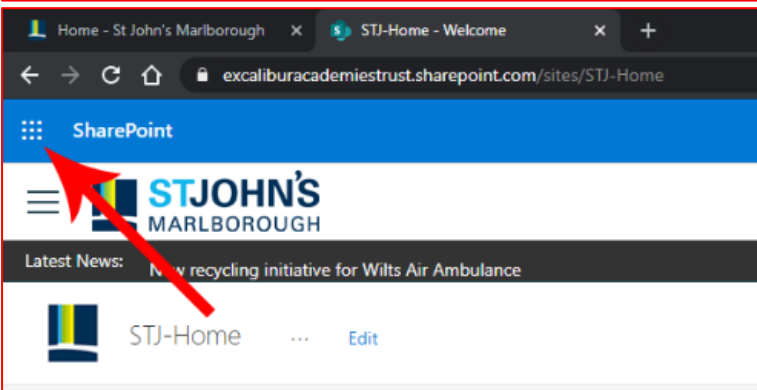 Home - St John's Marlborough
STJ-Home - Welcome
excaliburacademiestrust.sharepoint.com/sites/STJ-Home
SharePoint
STJOHN'S
MARLBOROUGH
Latest News:
New recycling initiative for Wilts Air Ambulance
STJ-Home
...
Edit